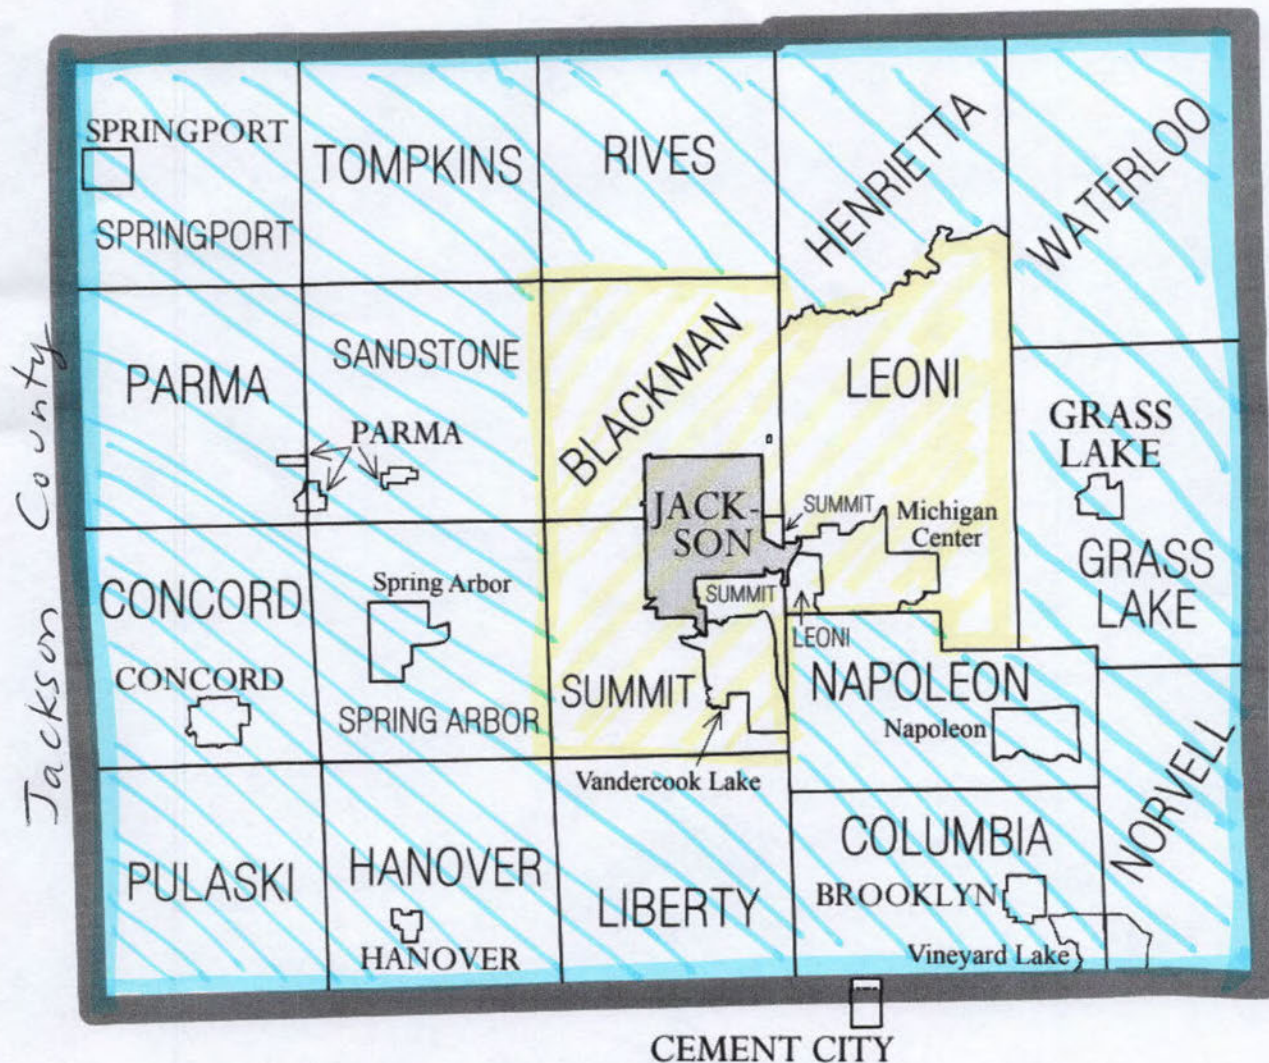 Jackson County
SPRINGPORT
SPRINGPORT
TOMPKINS
RIVES
HENRIETTA
WATERLOO
PARMA
SANDSTONE
PARMA
BLACKMAN
LEONI
GRASS
LAKE
JACK-
SON
SUMMIT
Michigan
Center
GRASS
LAKE
CONCORD
CONCORD
Spring Arbor
SPRING ARBOR
SUMMIT
SUMMIT
LEONI
NAPOLEON
Napoleon
Vandercook Lake
NORVELL
PULASKI
HANOVER
HANOVER
LIBERTY
COLUMBIA
BROOKLYN
Vineyard Lake
CEMENT CITY